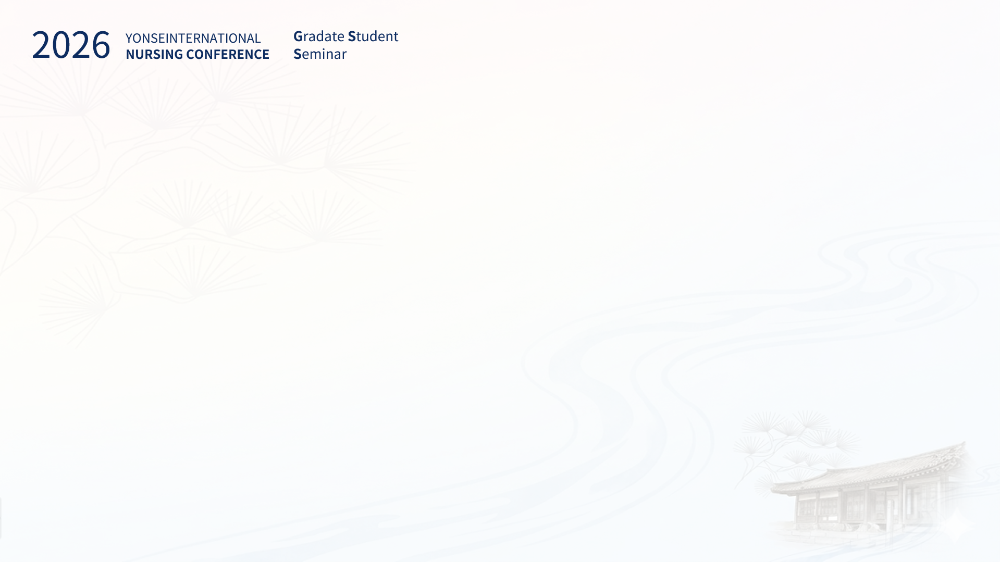 2026
YONSEINTERNATIONAL
NURSING CONFERENCE
Gradate Student
Seminar